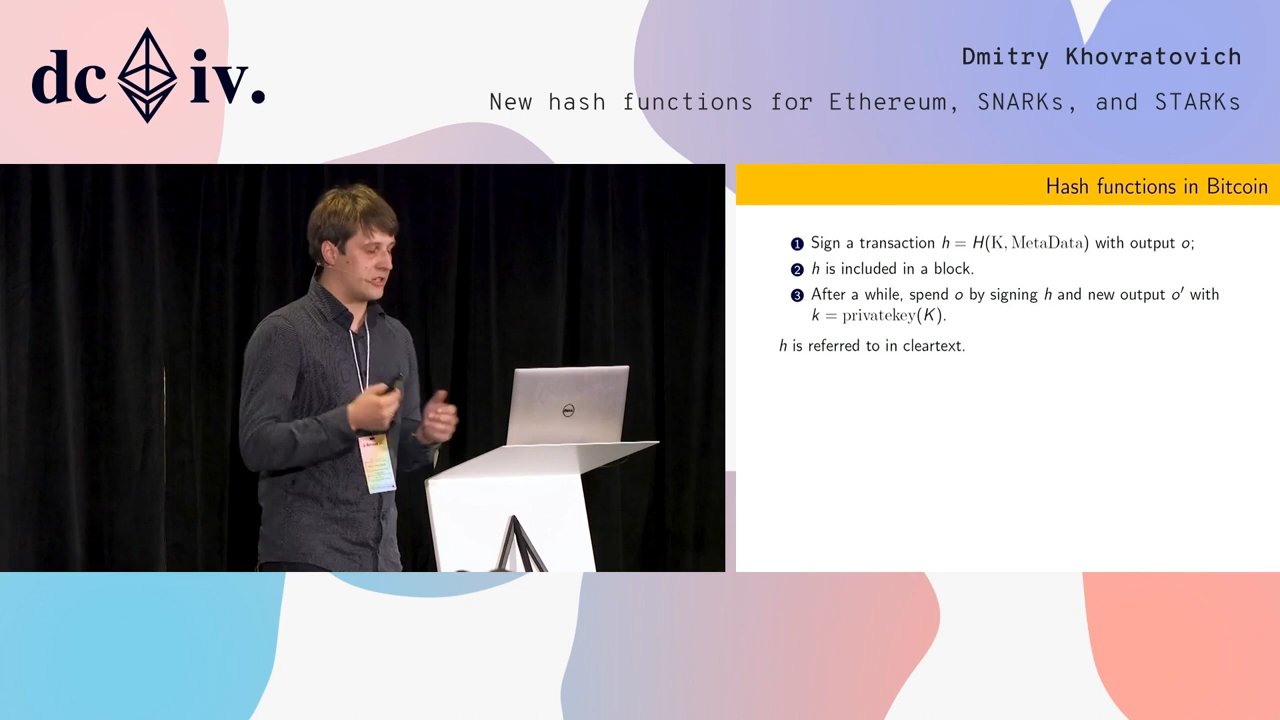 dc iv.
Dmitry Khovratovich
New hash functions for Ethereum, SNARKs, and STARKs
Hash functions in Bitcoin
1 Sign a transaction h = H(K, MetaData) with output o;
2 h is included in a block.
3 After a while, spend o by signing h and new output o′ with
k = privatekey(K).
h is referred to in cleartext.
DELL